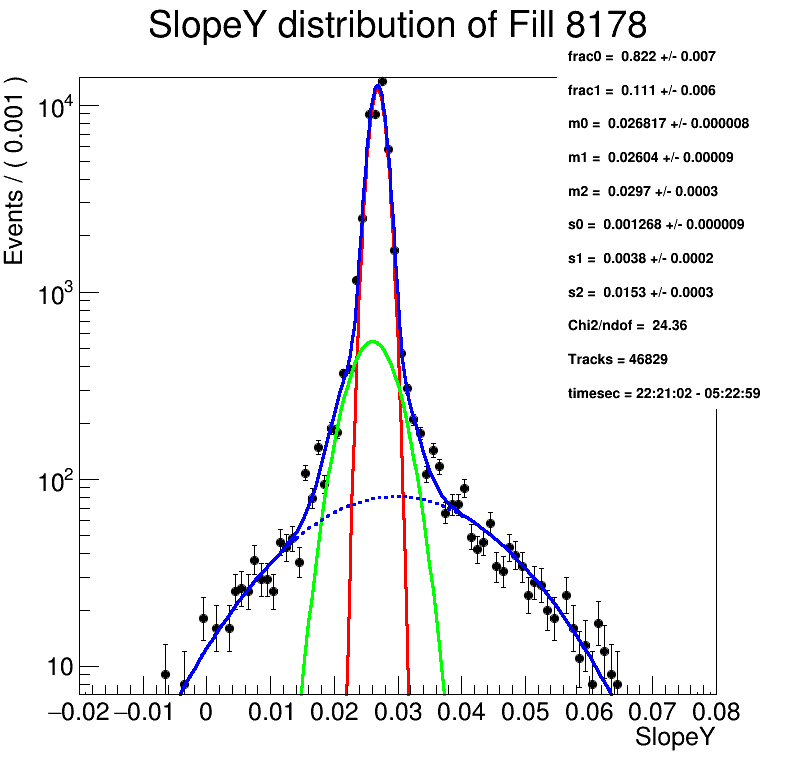 SlopeY distribution of Fill 8178
frac0 = 0.822 +/- 0.007
frac1 = 0.111 +/- 0.006
m0 = 0.026817 +/- 0.000008
m1 = 0.02604 +/- 0.00009
m2 = 0.0297 +/- 0.0003
s0 = 0.001268 +/- 0.000009
s1 = 0.0038 +/- 0.0002
s2 = 0.0153 +/- 0.0003
Chi2/ndof = 24.36
Tracks = 46829
timesec = 22:21:02 - 05:22:59
Events / ( 0.001 )
10⁴
10³
10²
10
−0.02 −0.01 0 0.01 0.02 0.03 0.04 0.05 0.06 0.07 0.08
SlopeY